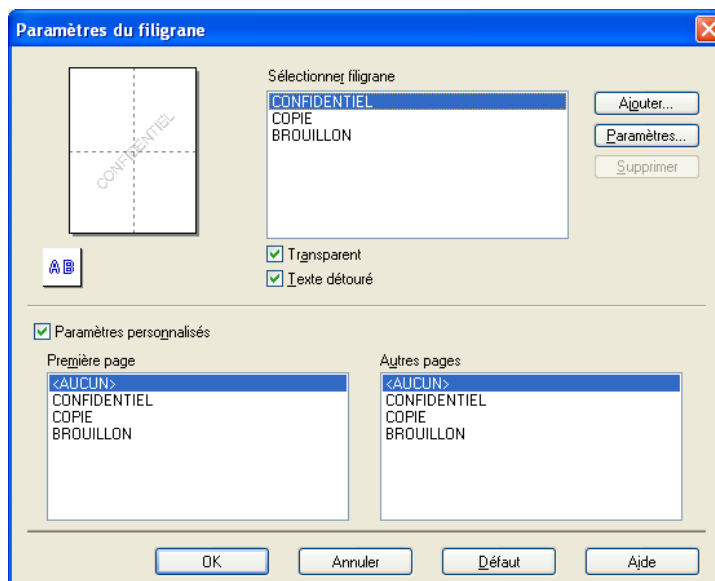 Paramètres du filigrane
CONFIDENTIEL
Sélectionner filigrane
CONFIDENTIEL
COPIE
BROUILLON
Ajouter...
Paramètres...
Supprimer
AB
Transparent
Texte détouré
Paramètres personnalisés
Première page
<AUCUN>
CONFIDENTIEL
COPIE
BROUILLON
Autres pages
<AUCUN>
CONFIDENTIEL
COPIE
BROUILLON
OK
Annuler
Défaut
Aide